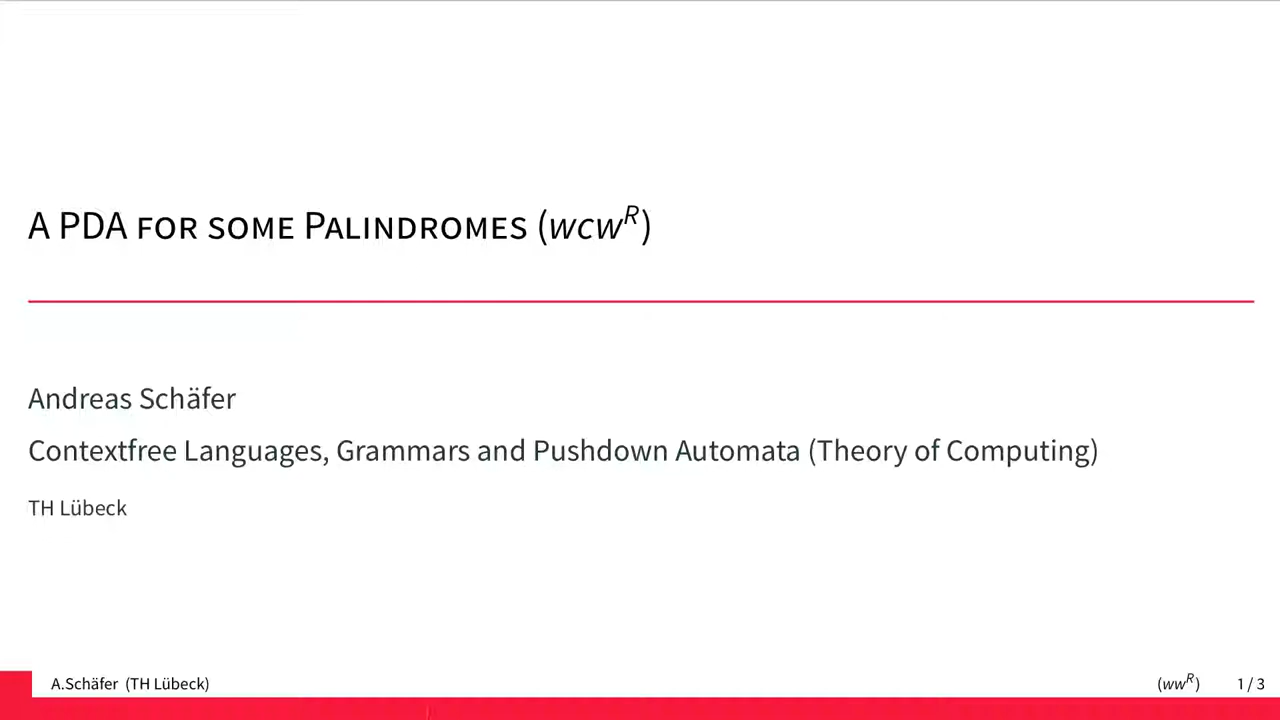 A PDA for some Palindromes (wcw^R)
Andreas Schäfer
Contextfree Languages, Grammars and Pushdown Automata (Theory of Computing)
TH Lübeck
A.Schäfer (TH Lübeck) (ww^R) 1 / 3